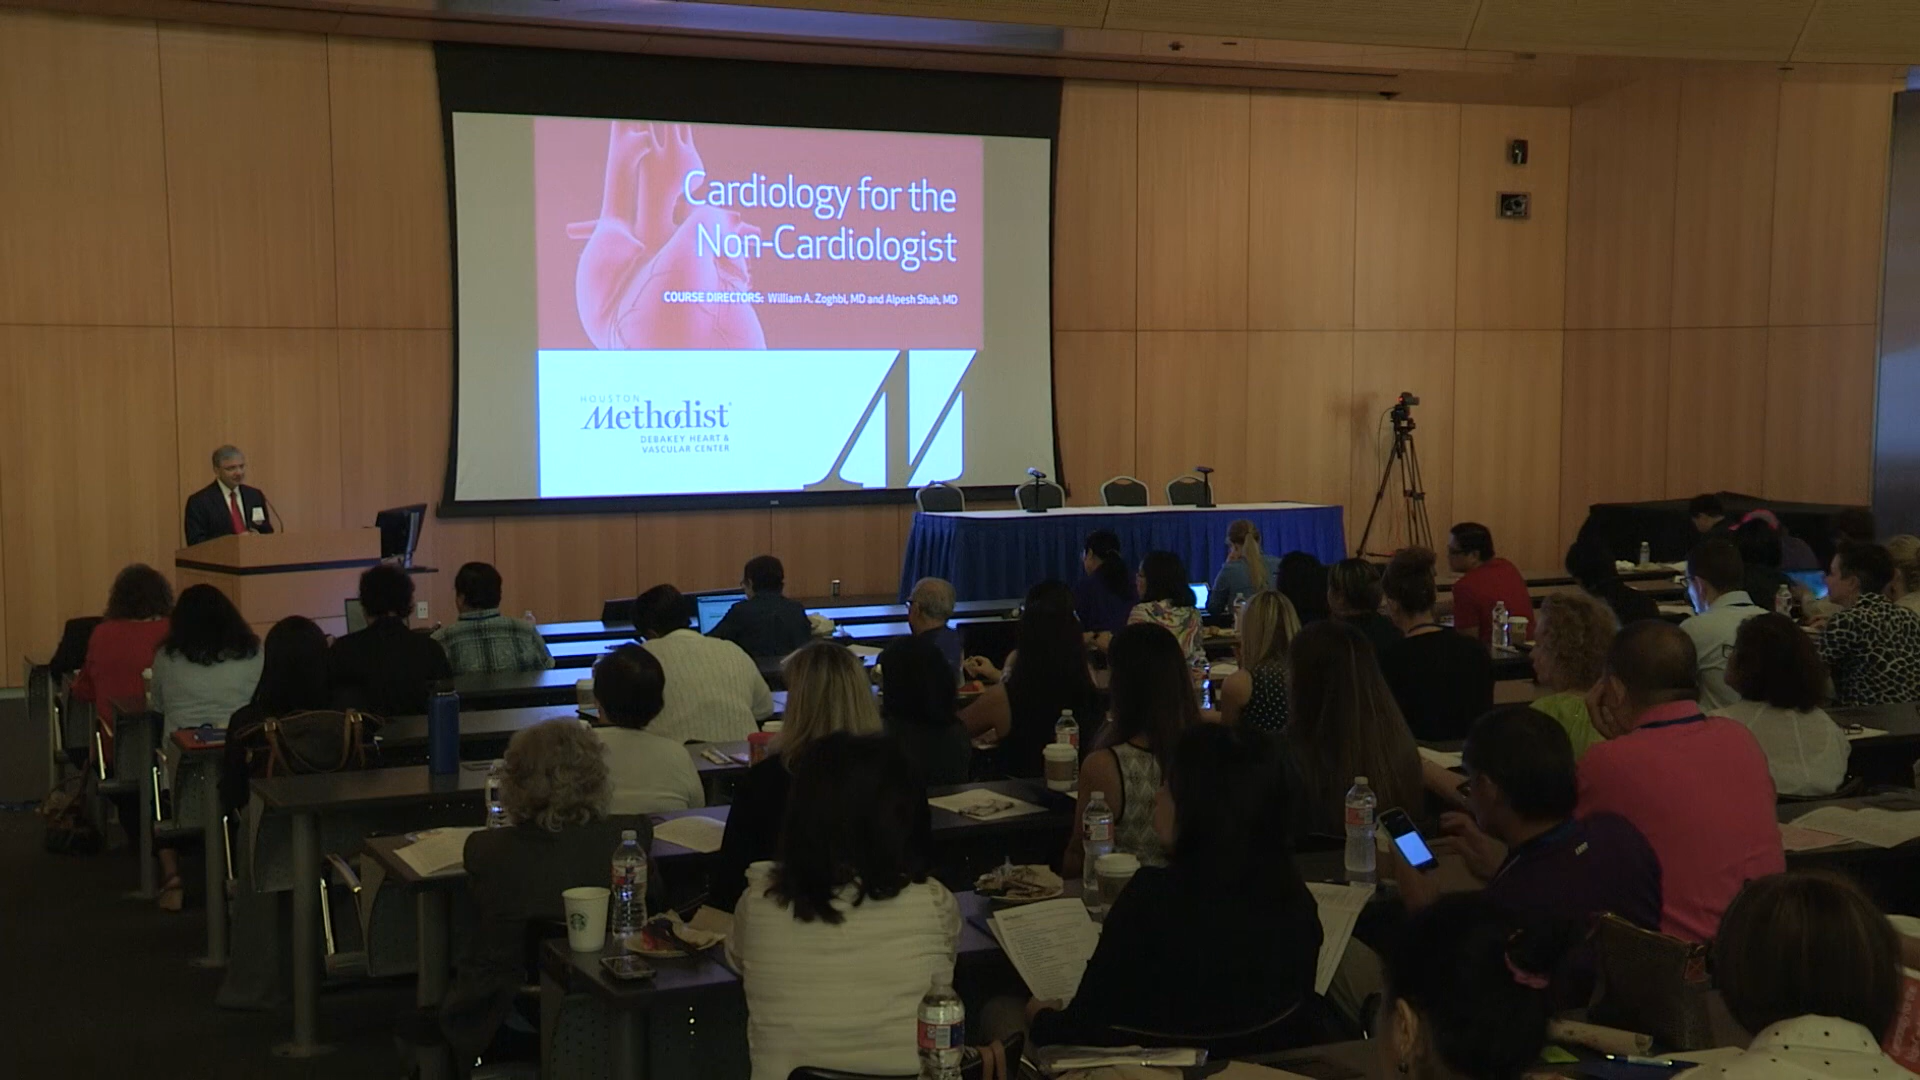 Cardiology for the
Non-Cardiologist
COURSE DIRECTORS: William A. Zoghbi, MD and Alpesh Shah, MD
HOUSTON
Methodist
DEBAKEY HEART &
VASCULAR CENTER